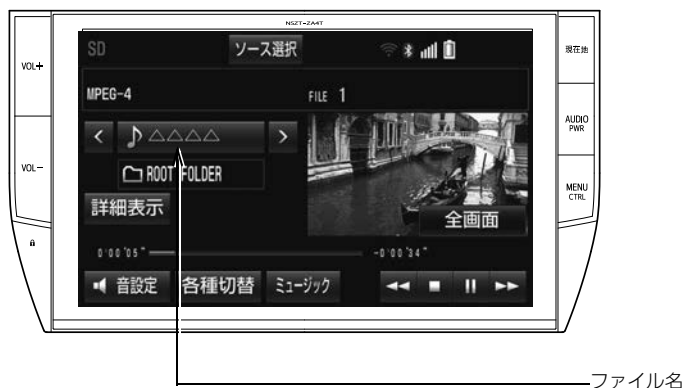 NSZT-ZA4T
SD
ソース選択
VOL+
現在地
MPEG-4
FILE 1
AUDIO
PWR
< ♪△△△△ >
VOL-
ROOT FOLDER
MENU
CTRL
詳細表示
全画面
0:00'05"
-0:00'34"
音設定
各種切替
ミュージック
ファイル名